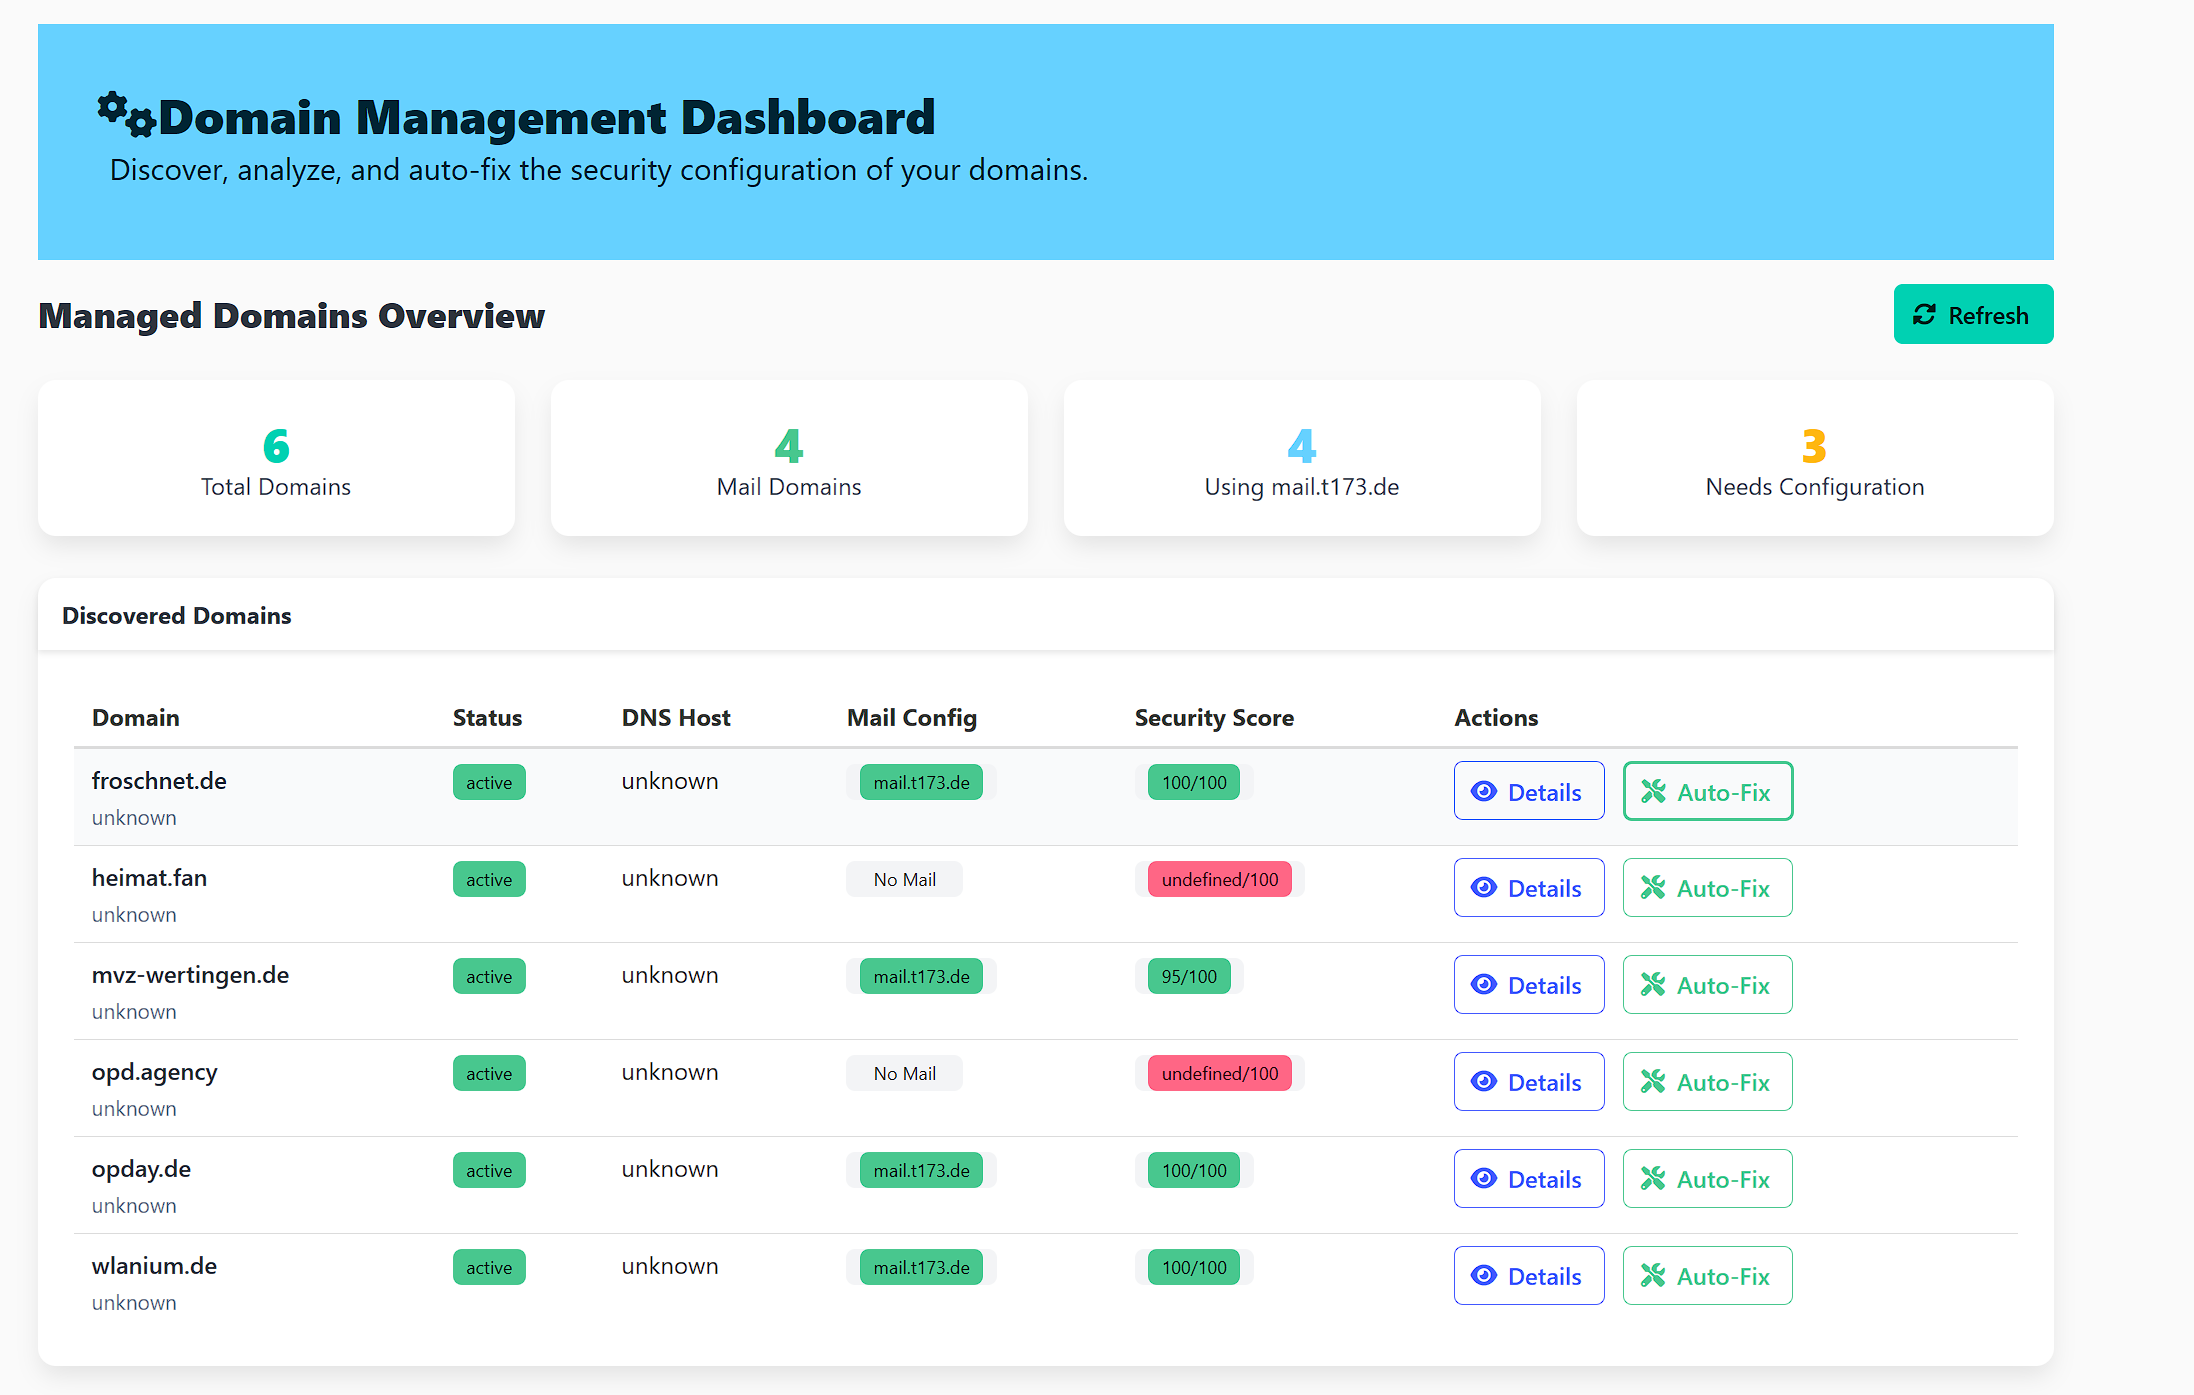 Domain Management Dashboard
Discover, analyze, and auto-fix the security configuration of your domains.
Managed Domains Overview
Refresh
6
Total Domains
4
Mail Domains
4
Using mail.t173.de
3
Needs Configuration
Discovered Domains
Domain Status DNS Host Mail Config Security Score Actions
froschnet.de active unknown mail.t173.de 100/100 Details Auto-Fix
unknown
heimat.fan active unknown No Mail undefined/100 Details Auto-Fix
unknown
mvz-wertingen.de active unknown mail.t173.de 95/100 Details Auto-Fix
unknown
opd.agency active unknown No Mail undefined/100 Details Auto-Fix
unknown
opday.de active unknown mail.t173.de 100/100 Details Auto-Fix
unknown
wlanium.de active unknown mail.t173.de 100/100 Details Auto-Fix
unknown